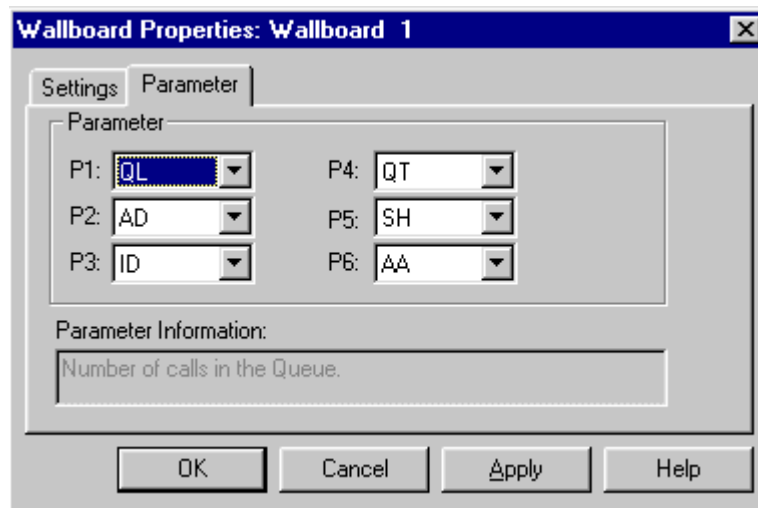 Wallboard Properties: Wallboard 1
Settings Parameter
Parameter
P1: QL P4: QT
P2: AD P5: SH
P3: ID P6: AA
Parameter Information:
Number of calls in the Queue.
OK Cancel Apply Help